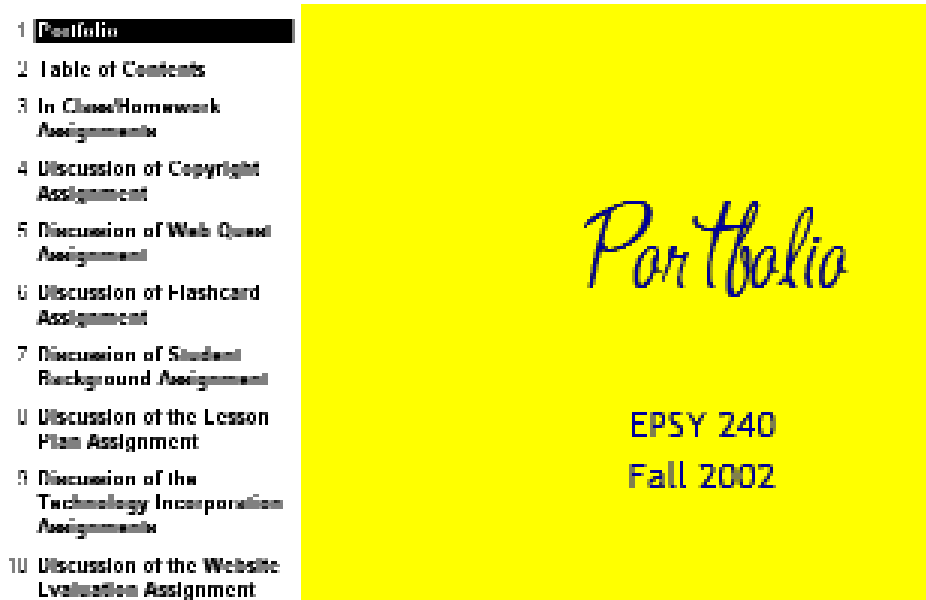 1 Portfolio
2 Table of Contents
3 In Class/Homework
Assignments
4 Discussion of Copyright
Assignment
5 Discussion of Web Quest
Assignment
6 Discussion of Flashcard
Assignment
7 Discussion of Student
Background Assignment
8 Discussion of the Lesson
Plan Assignment
9 Discussion of the
Technology Incorporation
Assignments
10 Discussion of the Website
Evaluation Assignment
Portfolio
EPSY 240
Fall 2002